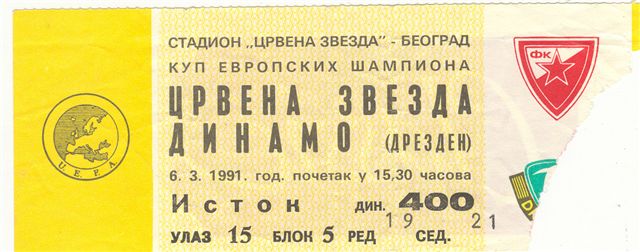 СТАДИОН „ЦРВЕНА ЗВЕЗДА" - БЕОГРАД
КУП ЕВРОПСКИХ ШАМПИОНА
ЦРВЕНА ЗВЕЗДА
ДИНАМО (ДРЕЗДЕН)
6. 3. 1991. год. почетак у 15,30 часова
Исток дин. 400
19 21
УЛАЗ 15 БЛОК 5 РЕД СЕД.
U.E.F.A.
ФК